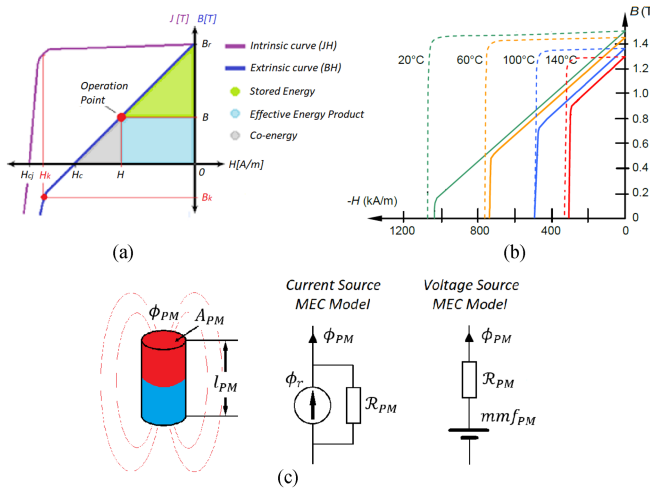 J [T] B[T]
Br
Intrinsic curve (JH)
Extrinsic curve (BH)
Stored Energy
Effective Energy Product
Co-energy
Operation
Point
B
Hcj Hk Hc H 0 H[A/m]
Bk
(a)
B (T)
20°C 60°C 100°C 140°C
1.4
1.2
1.0
0.8
0.6
0.4
0.2
0
-H (kA/m)
1200 800 400 0
(b)
ϕPM
APM
lPM
Current Source
MEC Model
ϕPM
ϕr
ℛPM
Voltage Source
MEC Model
ϕPM
ℛPM
mmfPM
(c)